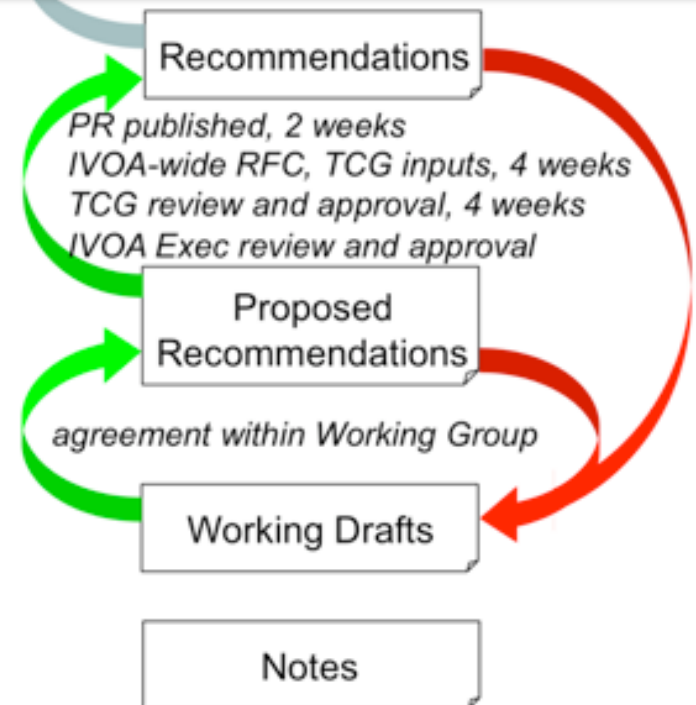 Recommendations
PR published, 2 weeks
IVOA-wide RFC, TCG inputs, 4 weeks
TCG review and approval, 4 weeks
IVOA Exec review and approval
Proposed
Recommendations
agreement within Working Group
Working Drafts
Notes